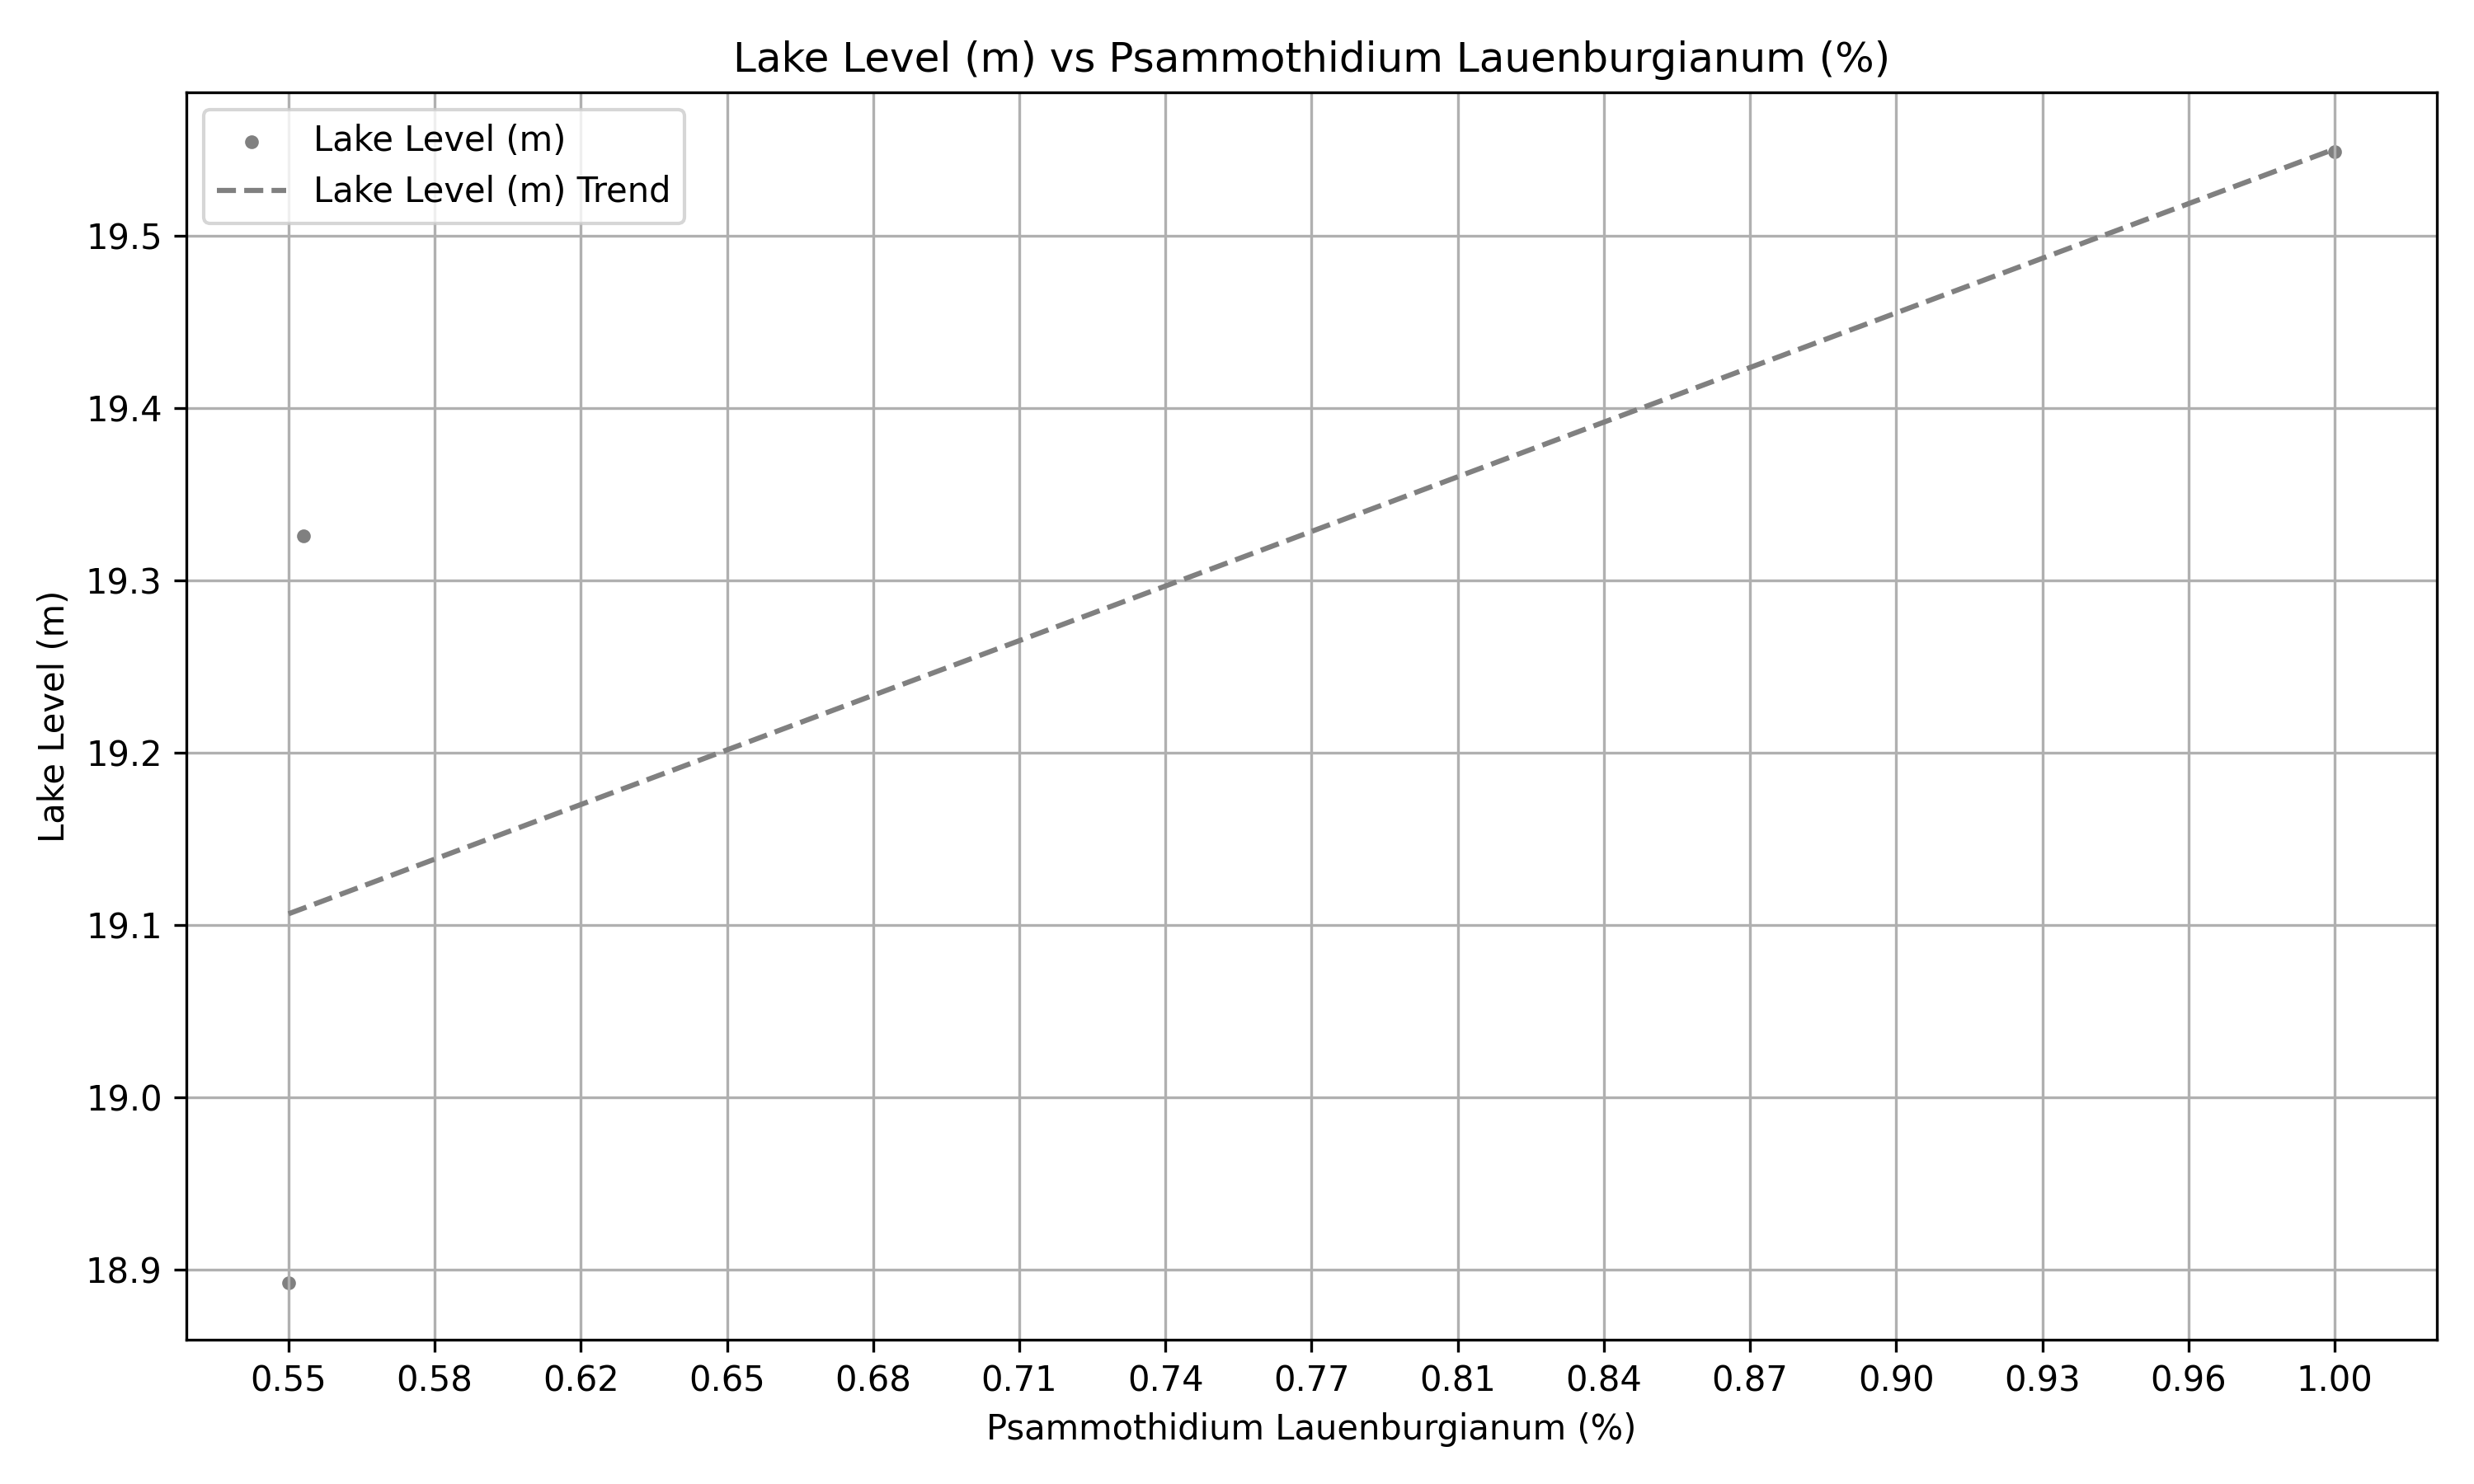 Lake Level (m) vs Psammothidium Lauenburgianum (%)
Lake Level (m)
Lake Level (m) Trend
Lake Level (m)
19.5
19.4
19.3
19.2
19.1
19.0
18.9
0.55 0.58 0.62 0.65 0.68 0.71 0.74 0.77 0.81 0.84 0.87 0.90 0.93 0.96 1.00
Psammothidium Lauenburgianum (%)